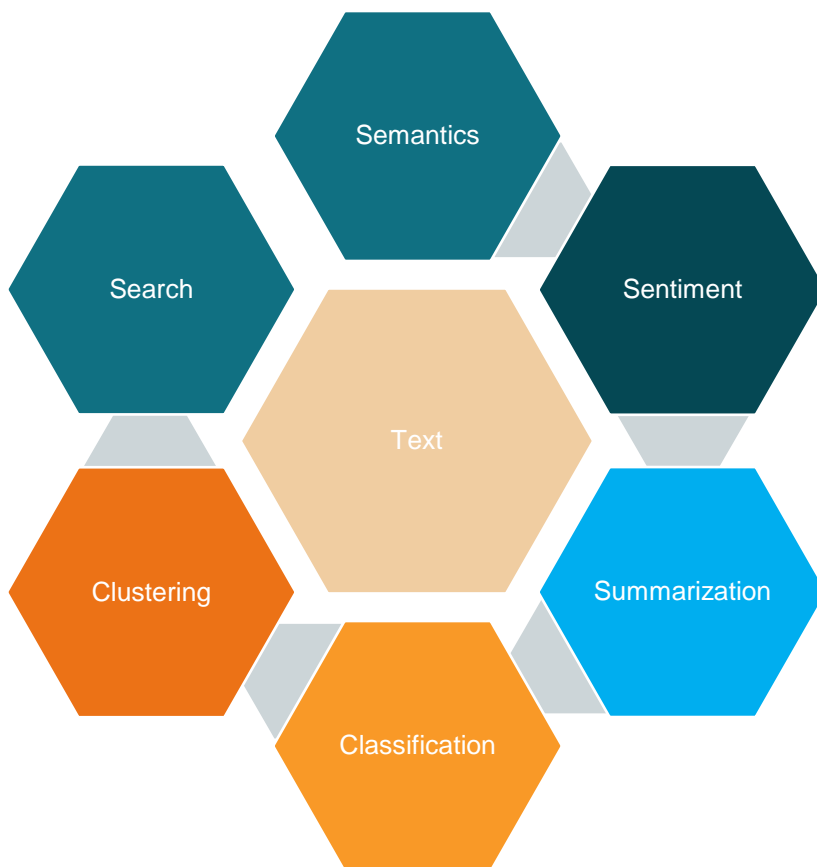 Semantics
Search
Sentiment
Text
Clustering
Summarization
Classification